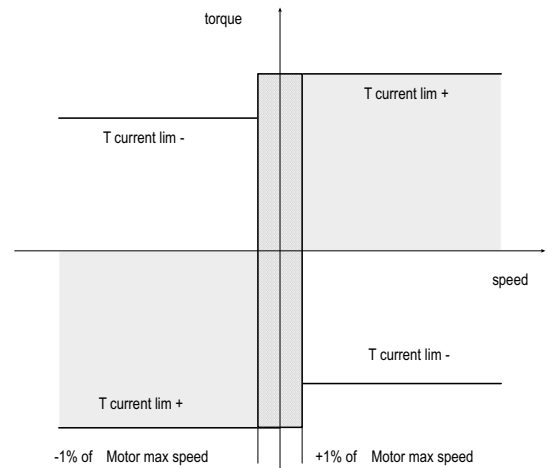 torque
T current lim +
T current lim -
speed
T current lim -
T current lim +
-1% of Motor max speed
+1% of Motor max speed